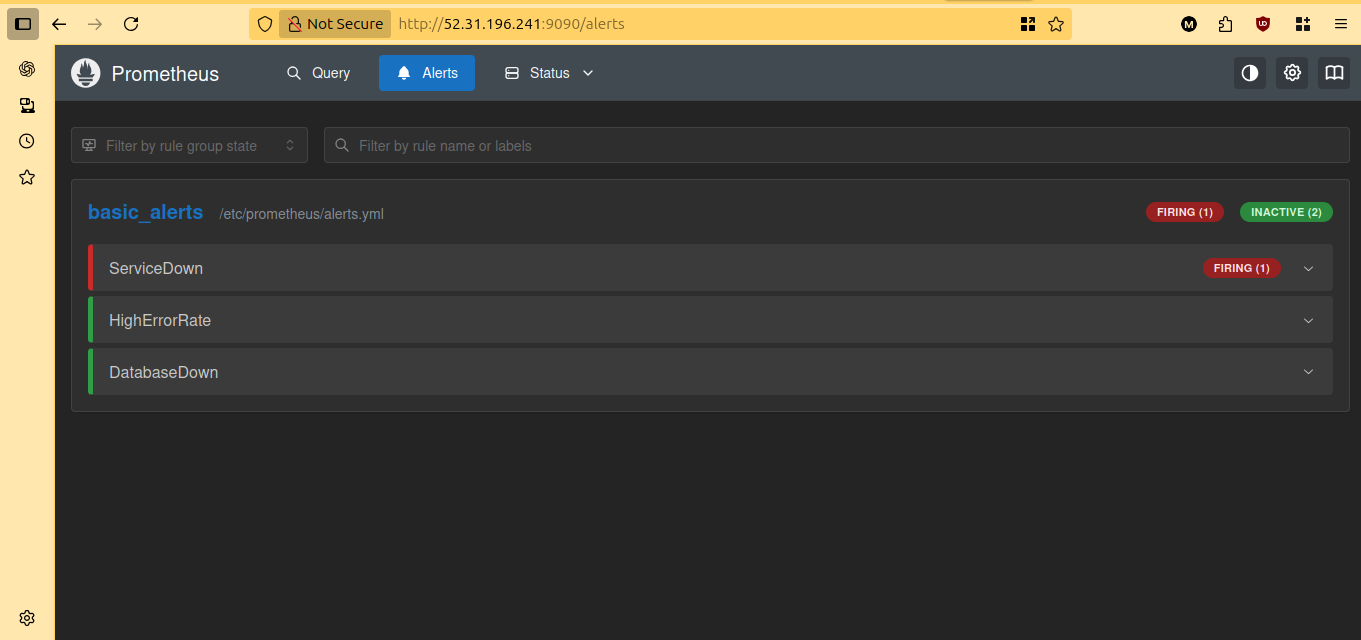 Not Secure http://52.31.196.241:9090/alerts
Prometheus Query Alerts Status
Filter by rule group state Filter by rule name or labels
basic_alerts /etc/prometheus/alerts.yml FIRING (1) INACTIVE (2)
ServiceDown FIRING (1)
HighErrorRate
DatabaseDown